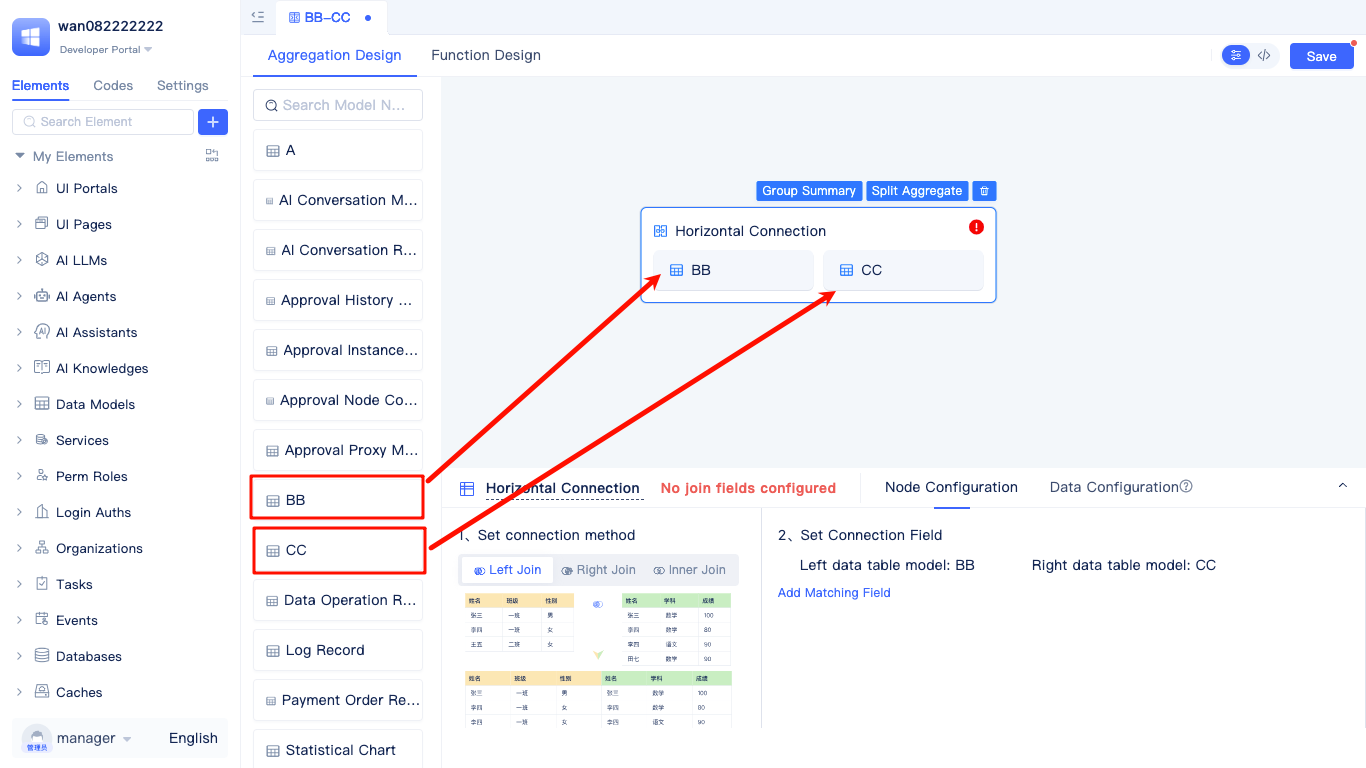 wan082222222
Developer Portal
Elements
Codes
Settings
Search Element
My Elements
UI Portals
UI Pages
AI LLMs
AI Agents
AI Assistants
AI Knowledges
Data Models
Services
Perm Roles
Login Auths
Organizations
Tasks
Events
Databases
Caches
管理员
manager
English
BB-CC
Aggregation Design
Function Design
Save
Search Model N...
A
AI Conversation M...
AI Conversation R...
Approval History ...
Approval Instance...
Approval Node Co...
Approval Proxy M...
BB
CC
Data Operation R...
Log Record
Payment Order Re...
Statistical Chart
Group Summary
Split Aggregate
Horizontal Connection
BB
CC
Horizontal Connection
No join fields configured
Node Configuration
Data Configuration
1、Set connection method
Left Join
Right Join
Inner Join
姓名 班级 性别
张三 一班 男
李四 一班 女
王五 二班 女
姓名 学科 成绩
张三 数学 100
李四 数学 80
李四 语文 90
田七 数学 90
姓名 班级 性别 姓名 学科 成绩
张三 一班 男 张三 数学 100
李四 一班 女 李四 数学 80
李四 一班 女 李四 语文 90
2、Set Connection Field
Left data table model: BB
Right data table model: CC
Add Matching Field